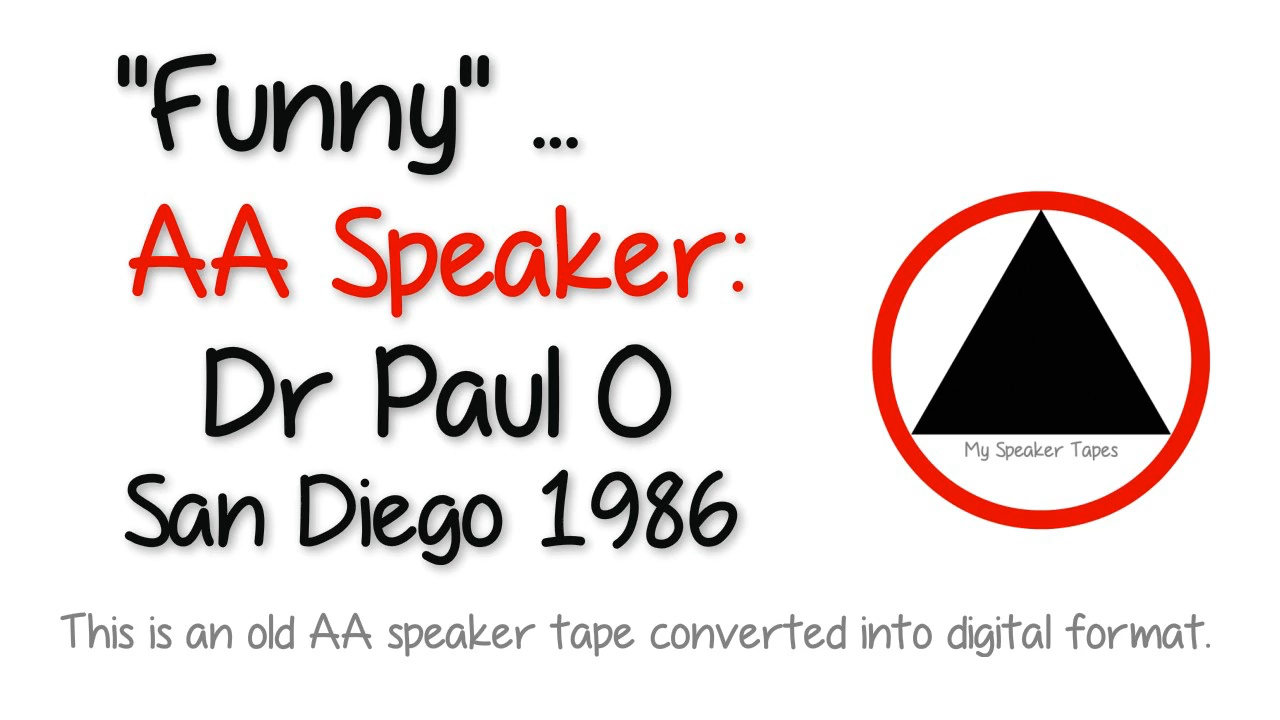 "Funny" ...
AA Speaker:
Dr Paul O
San Diego 1986
My Speaker Tapes
This is an old AA speaker tape converted into digital format.